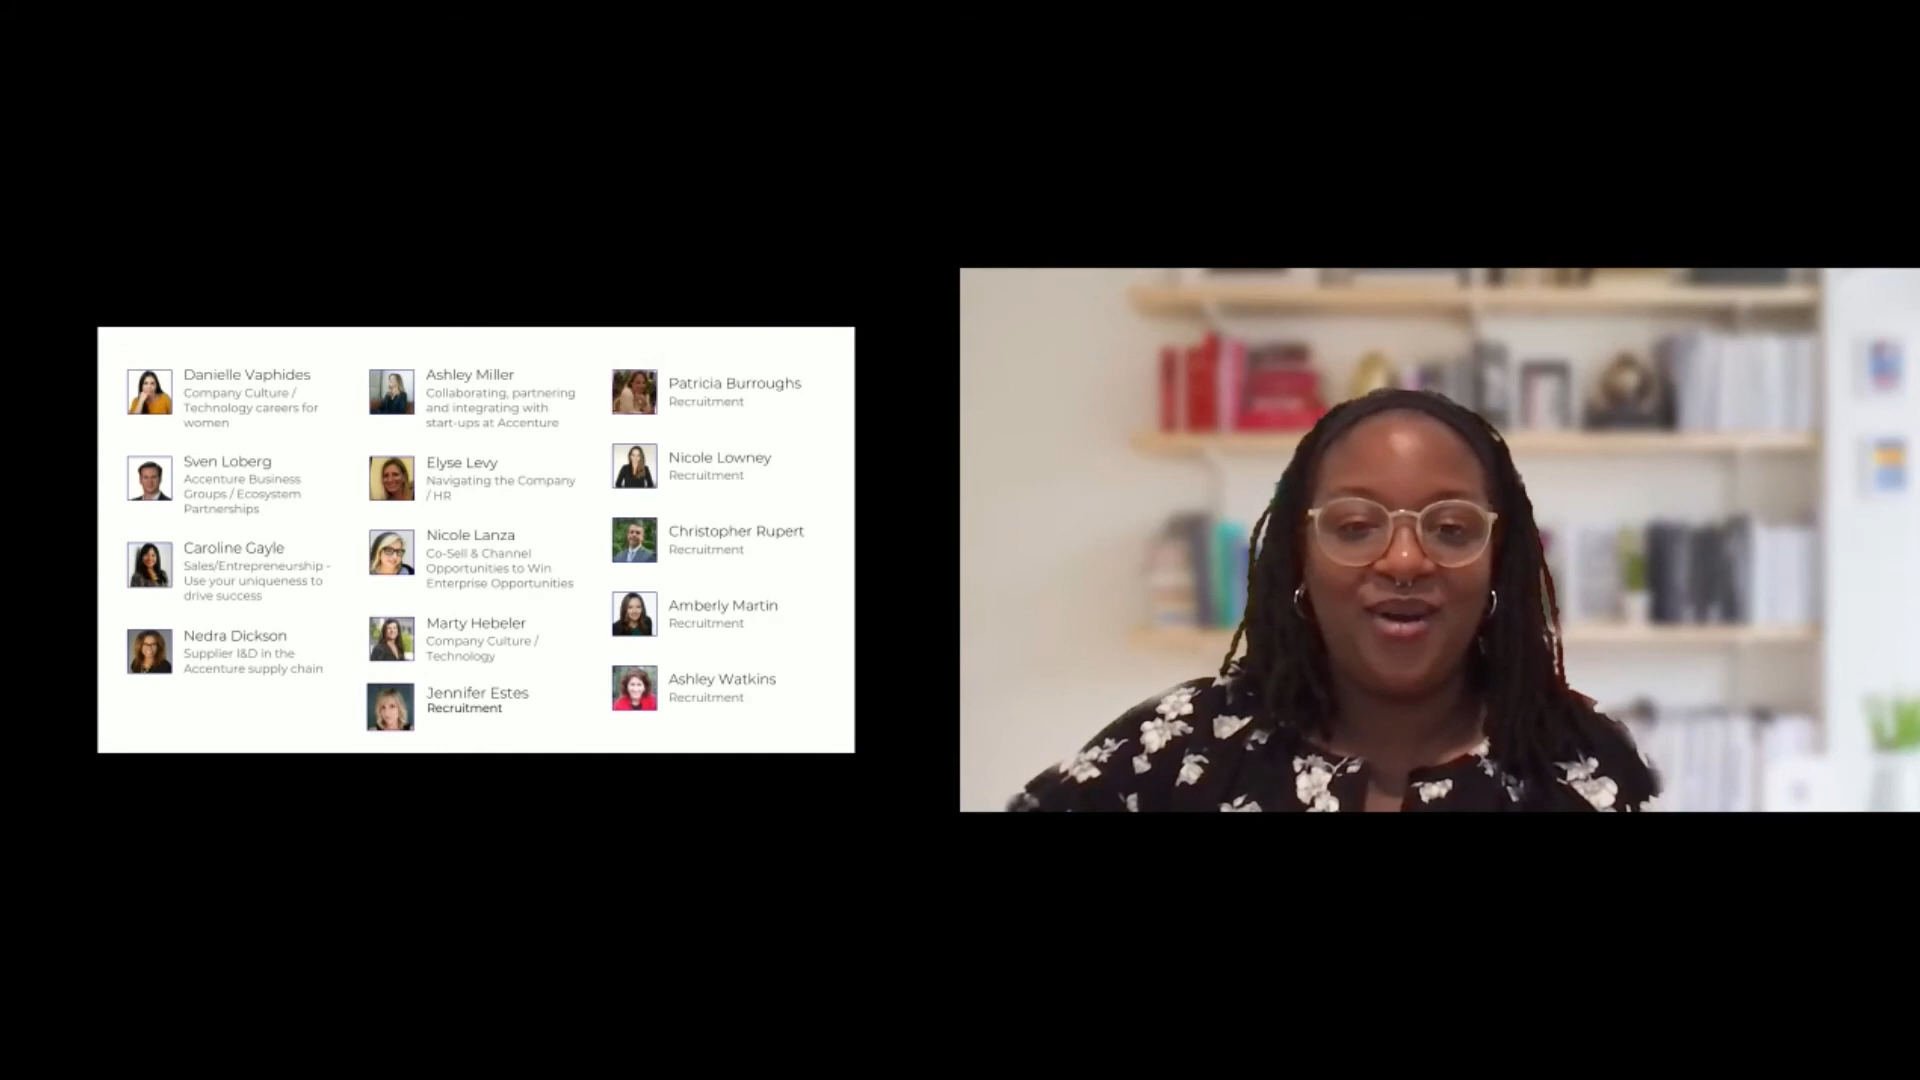 Danielle Vaphides
Company Culture /
Technology careers for
women
Sven Loberg
Accenture Business
Groups / Ecosystem
Partnerships
Caroline Gayle
Sales/Entrepreneurship -
Use your uniqueness to
drive success
Nedra Dickson
Supplier I&D in the
Accenture supply chain
Ashley Miller
Collaborating, partnering
and integrating with
start-ups at Accenture
Elyse Levy
Navigating the Company
/ HR
Nicole Lanza
Co-Sell & Channel
Opportunities to Win
Enterprise Opportunities
Marty Hebeler
Company Culture /
Technology
Jennifer Estes
Recruitment
Patricia Burroughs
Recruitment
Nicole Lowney
Recruitment
Christopher Rupert
Recruitment
Amberly Martin
Recruitment
Ashley Watkins
Recruitment